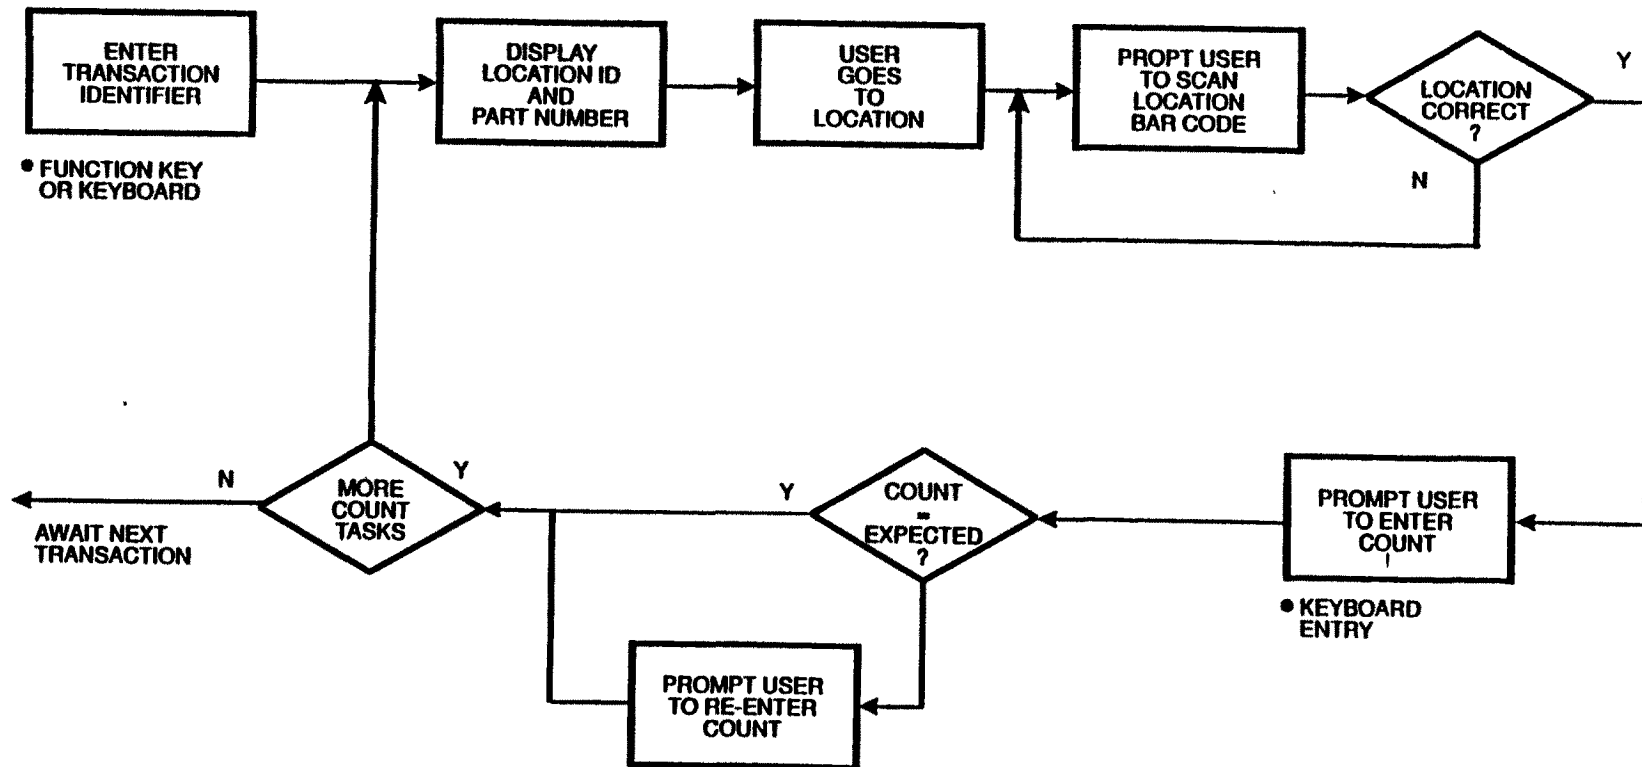 ENTER
TRANSACTION
IDENTIFIER
● FUNCTION KEY
OR KEYBOARD
DISPLAY
LOCATION ID
AND
PART NUMBER
USER
GOES
TO
LOCATION
PROPT USER
TO SCAN
LOCATION
BAR CODE
LOCATION
CORRECT
?
Y
N
PROMPT USER
TO ENTER
COUNT
● KEYBOARD
ENTRY
COUNT
=
EXPECTED
?
Y
PROMPT USER
TO RE-ENTER
COUNT
MORE
COUNT
TASKS
Y
N
AWAIT NEXT
TRANSACTION